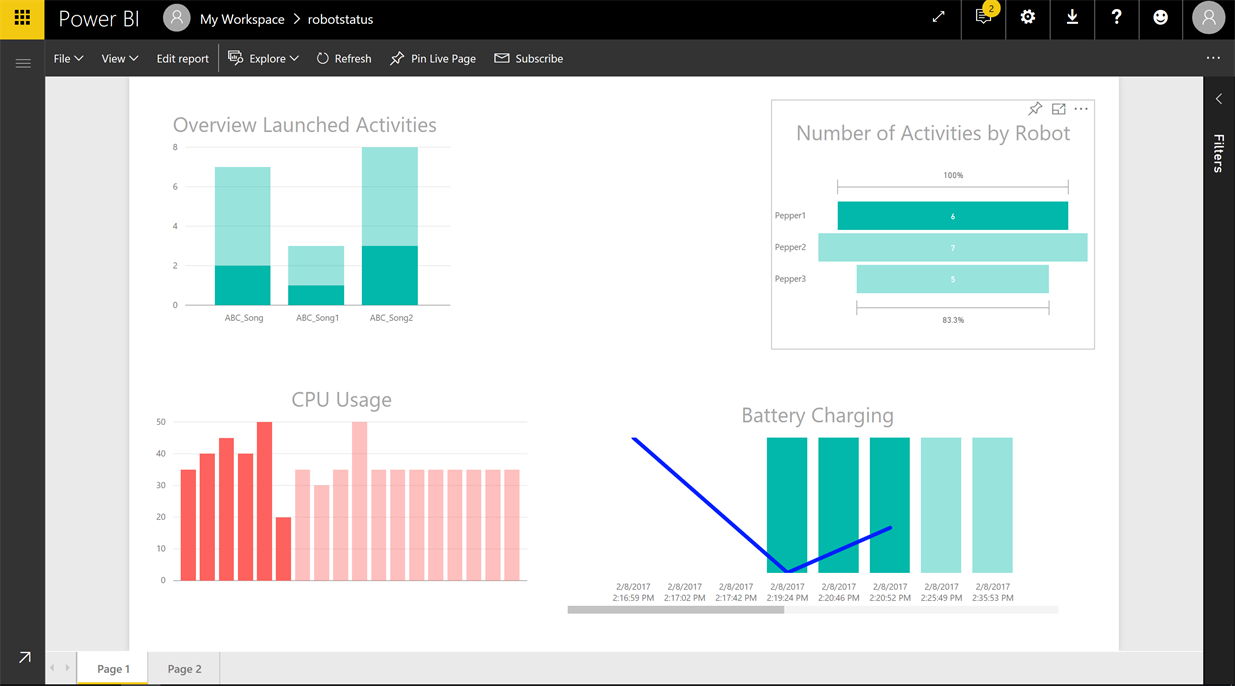 Power BI
My Workspace > robotstatus
2
?
File View Edit report Explore Refresh Pin Live Page Subscribe
Filters
Overview Launched Activities
8
6
4
2
0
ABC_Song ABC_Song1 ABC_Song2
Number of Activities by Robot
100%
Pepper1 6
Pepper2 7
Pepper3 5
83.3%
CPU Usage
50
40
30
20
10
0
Battery Charging
2/8/2017 2/8/2017 2/8/2017 2/8/2017 2/8/2017 2/8/2017 2/8/2017 2/8/2017
2:16:59 PM 2:17:02 PM 2:17:42 PM 2:19:24 PM 2:20:46 PM 2:20:52 PM 2:25:49 PM 2:35:53 PM
Page 1 Page 2